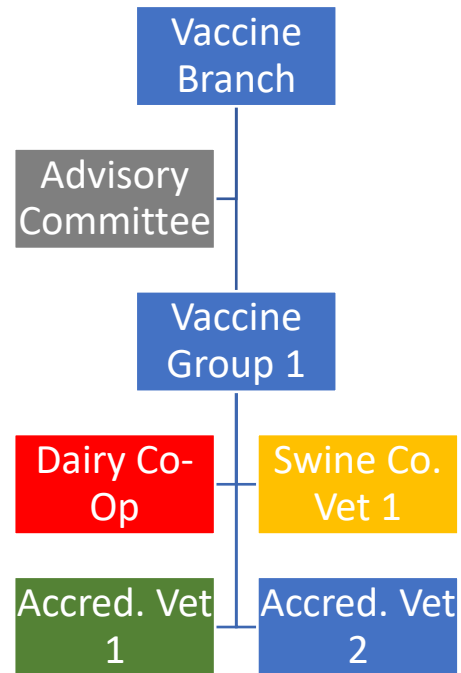 Vaccine
Branch
Advisory
Committee
Vaccine
Group 1
Dairy Co-
Op
Swine Co.
Vet 1
Accred. Vet
1
Accred. Vet
2